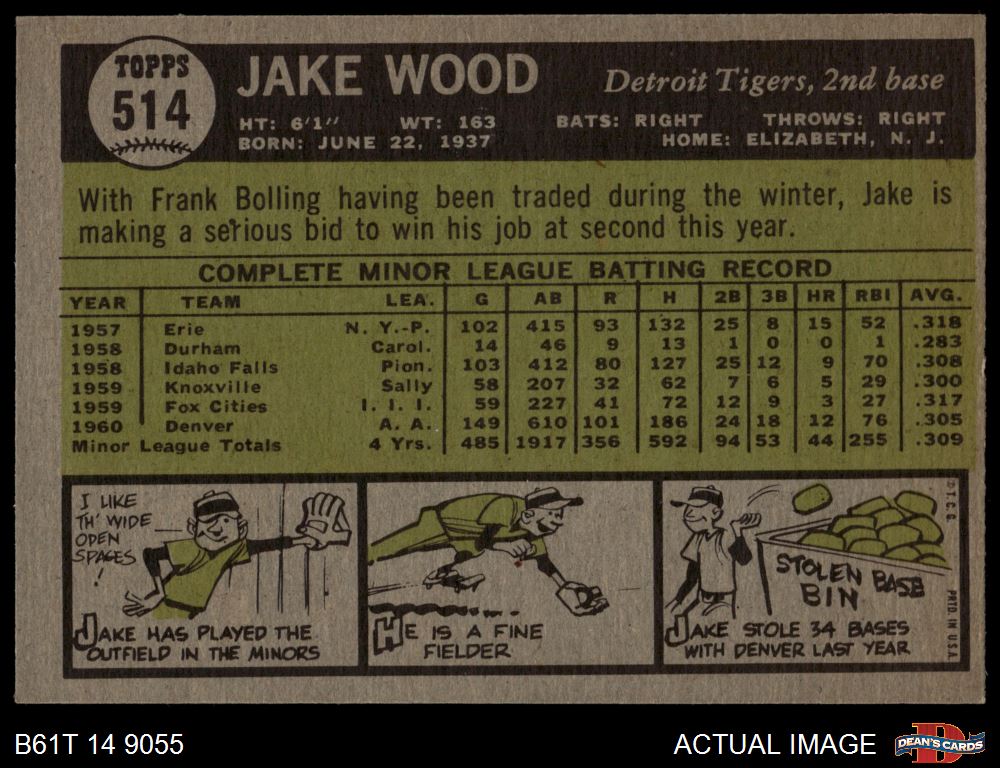 TOPPS
514
JAKE WOOD
Detroit Tigers, 2nd base
HT: 6'1" WT: 163 BATS: RIGHT THROWS: RIGHT
BORN: JUNE 22, 1937 HOME: ELIZABETH, N. J.
With Frank Bolling having been traded during the winter, Jake is
making a serious bid to win his job at second this year.
COMPLETE MINOR LEAGUE BATTING RECORD
YEAR TEAM LEA. G AB R H 2B 3B HR RBI AVG.
1957 Erie N. Y.-P. 102 415 93 132 25 8 15 52 .318
1958 Durham Carol. 14 46 9 13 1 0 0 1 .283
1958 Idaho Falls Pion. 103 412 80 127 25 12 9 70 .308
1959 Knoxville Sally 58 207 32 62 7 6 5 29 .300
1959 Fox Cities I. I. I. 59 227 41 72 12 9 3 27 .317
1960 Denver A. A. 149 610 101 186 24 18 12 76 .305
Minor League Totals 4 Yrs. 485 1917 356 592 94 53 44 255 .309
I LIKE
TH' WIDE
OPEN
SPACES
!
JAKE HAS PLAYED THE
OUTFIELD IN THE MINORS
HE IS A FINE
FIELDER
STOLEN BASE
BIN
JAKE STOLE 34 BASES
WITH DENVER LAST YEAR
©T.C.G.
PRTD. IN U.S.A.
B61T 14 9055
ACTUAL IMAGE
DEAN'S CARDS